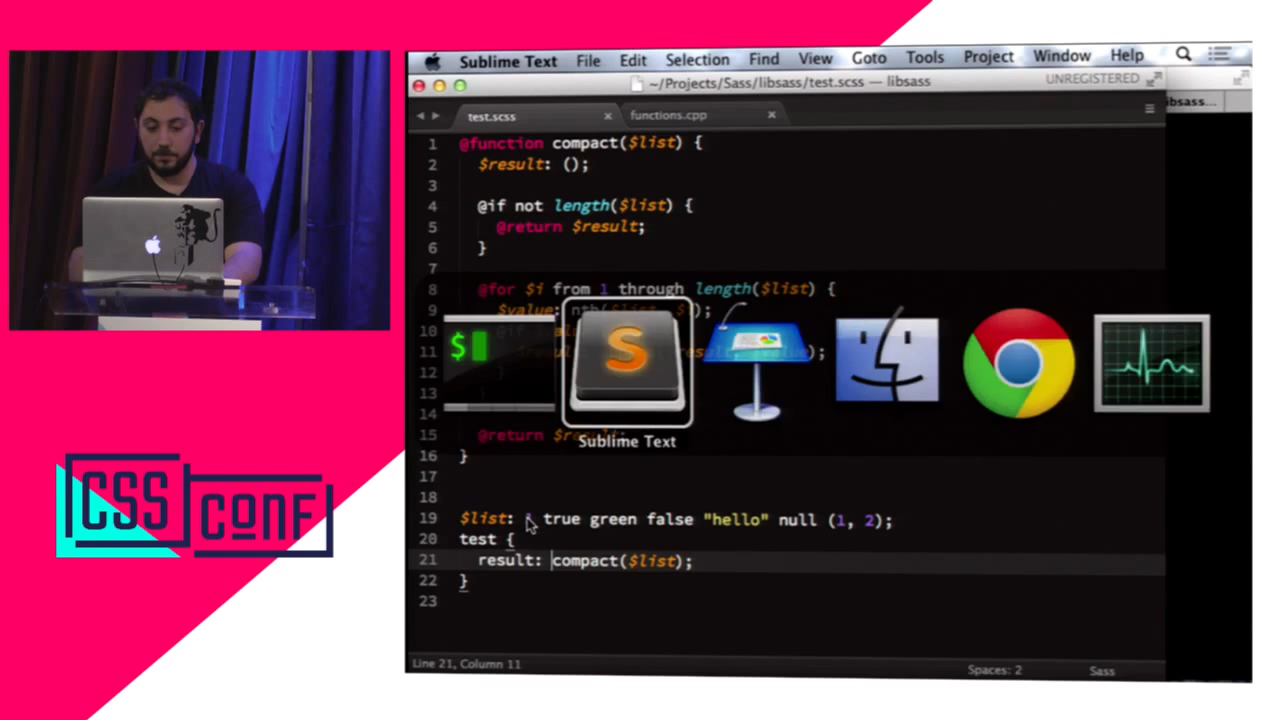 Sublime Text File Edit Selection Find View Goto Tools Project Window Help
~/Projects/Sass/libsass/test.scss — libsass
UNREGISTERED
ibsass...
test.scss
functions.cpp
1 @function compact($list) {
2 $result: ();
3
4 @if not length($list) {
5 @return $result;
6 }
7
8 @for $i from 1 through length($list) {
9 $value:
10
11
12
13
14
15 @return
16 }
17
18
19 $list: true green false "hello" null (1, 2);
20 test {
21 result: compact($list);
22 }
23
$
S
Sublime Text
Line 21, Column 11
Spaces: 2
Sass
CSS
CONF